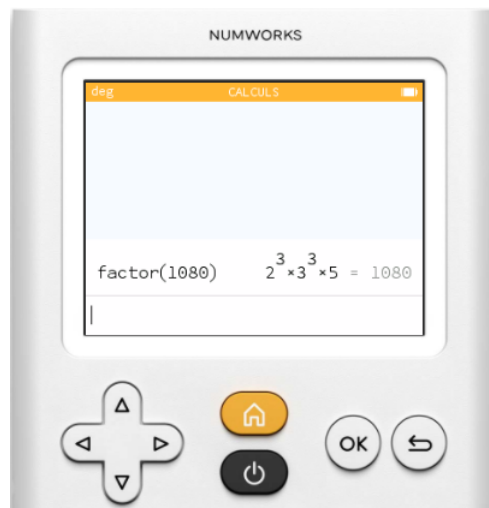 NUMWORKS
deg CALCULS
factor(1080) 2³×3³×5 = 1080
OK